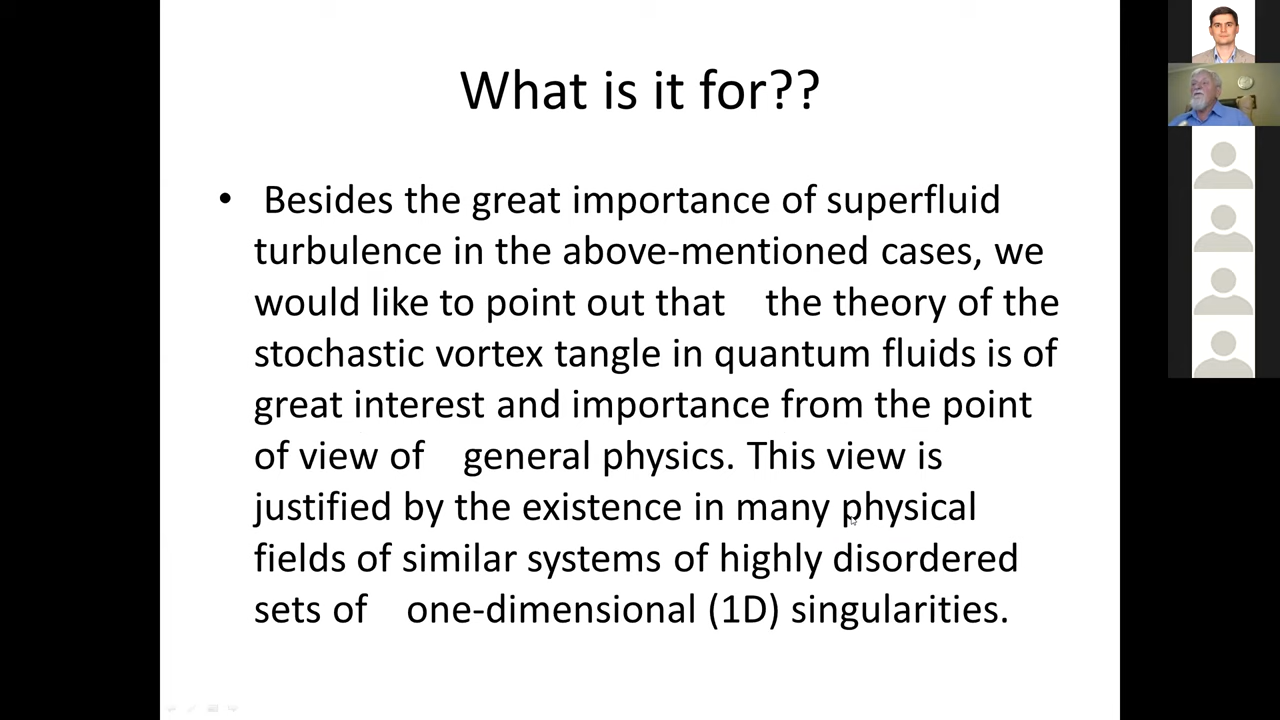 What is it for??
• Besides the great importance of superfluid
turbulence in the above-mentioned cases, we
would like to point out that the theory of the
stochastic vortex tangle in quantum fluids is of
great interest and importance from the point
of view of general physics. This view is
justified by the existence in many physical
fields of similar systems of highly disordered
sets of one-dimensional (1D) singularities.